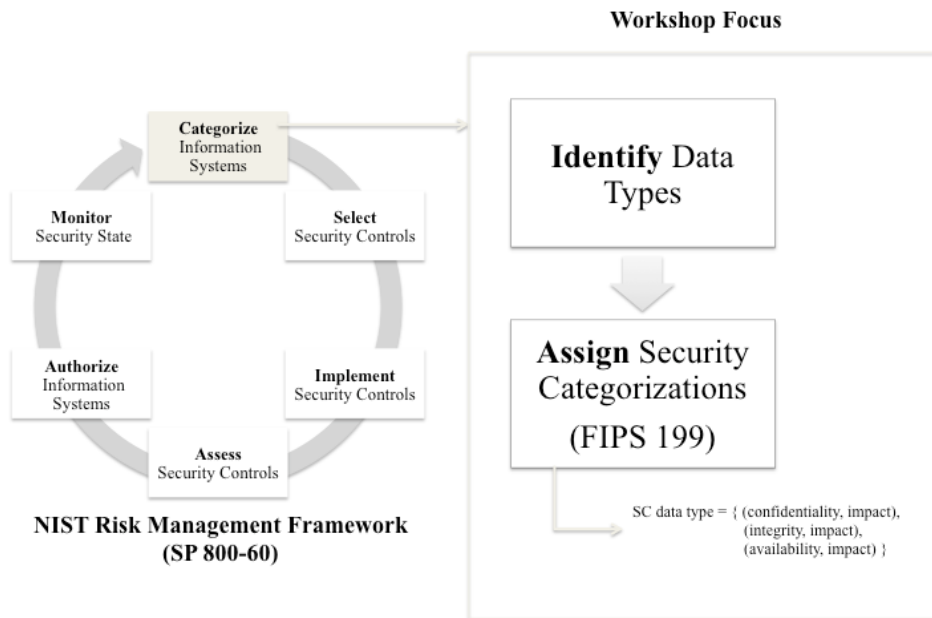 Workshop Focus
Categorize
Information
Systems
Monitor
Security State
Select
Security Controls
Authorize
Information
Systems
Implement
Security Controls
Assess
Security Controls
NIST Risk Management Framework
(SP 800-60)
Identify Data
Types
Assign Security
Categorizations
(FIPS 199)
SC data type = { (confidentiality, impact),
(integrity, impact),
(availability, impact) }